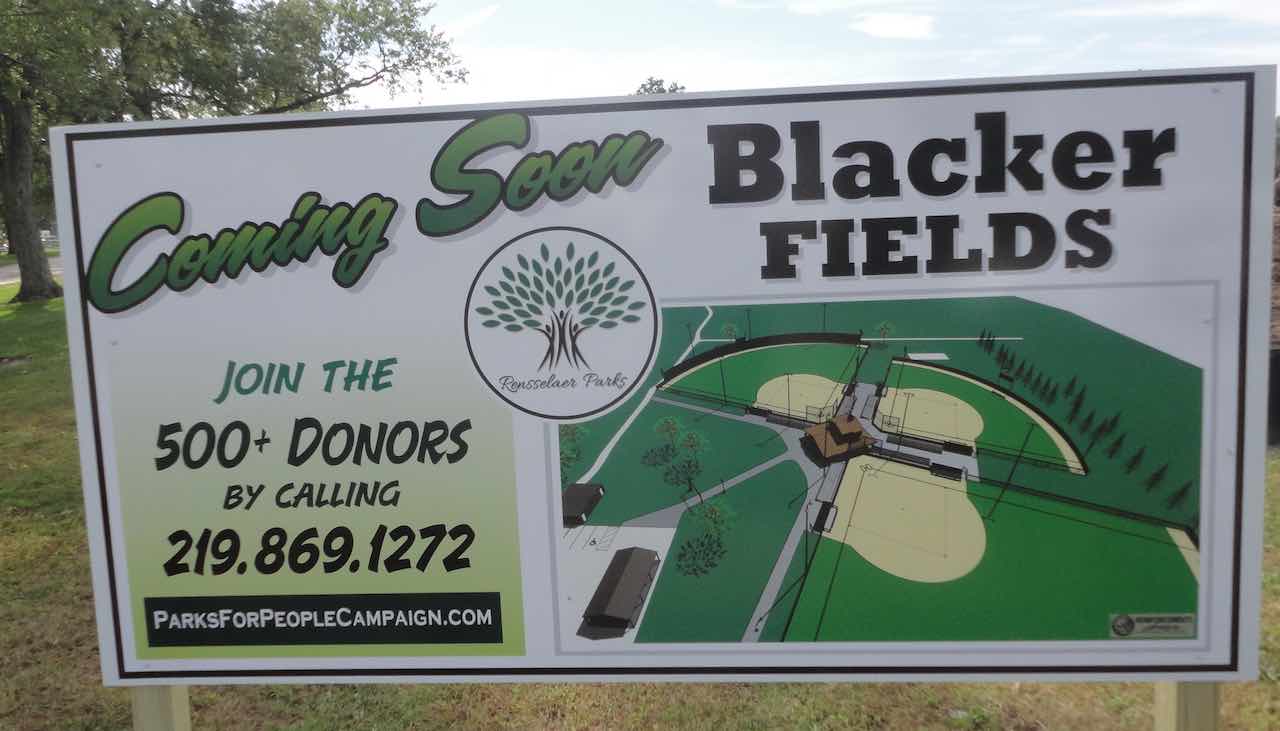 Coming Soon
Blacker
FIELDS
Rensselaer Parks
JOIN THE
500+ DONORS
BY CALLING
219.869.1272
PARKSFORPEOPLECAMPAIGN.COM